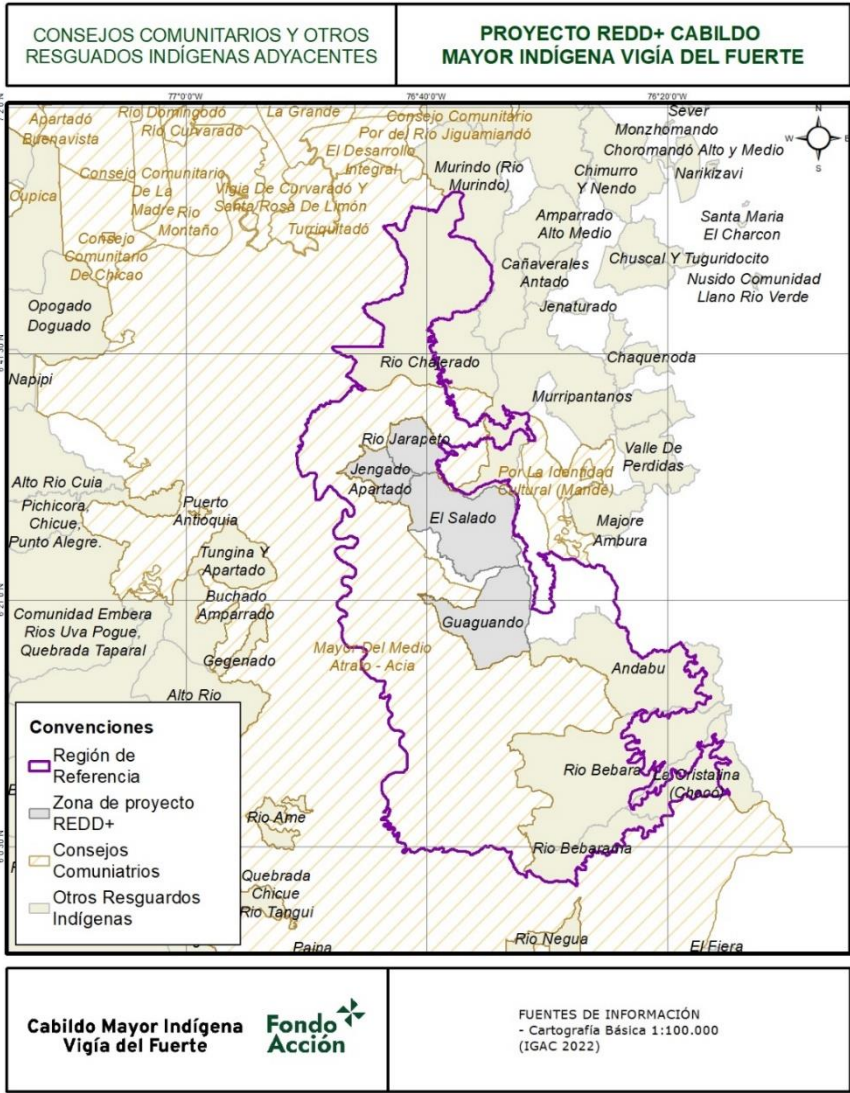 CONSEJOS COMUNITARIOS Y OTROS
RESGUADOS INDÍGENAS ADYACENTES
PROYECTO REDD+ CABILDO
MAYOR INDÍGENA VIGÍA DEL FUERTE
77°0'0"W
76°40'0"W
76°20'0"W
N
W
E
S
Apartadó
Buenavista
Rio Domingodó
Río Curvarado
La Grande
Consejo Comunitario
Por del Río Jiguamiandó
El Desarrollo
Integral
Sever
Monzhomando
Choromandó Alto y Medio
Narikizavi
Murindo (Rio
Murindo)
Chimurro
Y Nendo
Cupica
Consejo Comunitario
De La
Madre
Rio
Montaño
Vigia De Curvaradó Y
Santa Rosa De Limón
Turriquitadó
Consejo
Comunitario
De Chicao
Amparrado
Alto Medio
Santa Maria
El Charcon
Cañaverales
Antado
Chuscal Y Tuguridocito
Nusido Comunidad
Llano Rio Verde
Opogado
Doguado
Jenaturado
Rio Chajerado
Chaquenoda
Napipi
Murripantanos
Rio Jarapeto
Jengado
Apartado
Valle De
Perdidas
Por La Identidad
Cultural (Mande)
Alto Rio Cuia
Pichicora,
Chicue,
Punto Alegre.
Puerto
Antioquia
El Salado
Majore
Ambura
Tungina Y
Apartado
Buchado
Amparrado
Comunidad Embera
Rios Uva Pogue,
Quebrada Taparal
Guaguando
Gegenado
Mayor Del Medio
Atrato - Acia
Andabu
Alto Rio
Rio Bebara
La Cristalina
(Chocó)
Rio Ame
Rio Bebarama
Quebrada
Chicue
Rio Tangui
Paina
Rio Negua
El Fiera
Convenciones
Región de
Referencia
Zona de proyecto
REDD+
Consejos
Comuniatrios
Otros Resguardos
Indígenas
Cabildo Mayor Indígena
Vigía del Fuerte
Fondo
Acción
FUENTES DE INFORMACIÓN
- Cartografía Básica 1:100.000
(IGAC 2022)